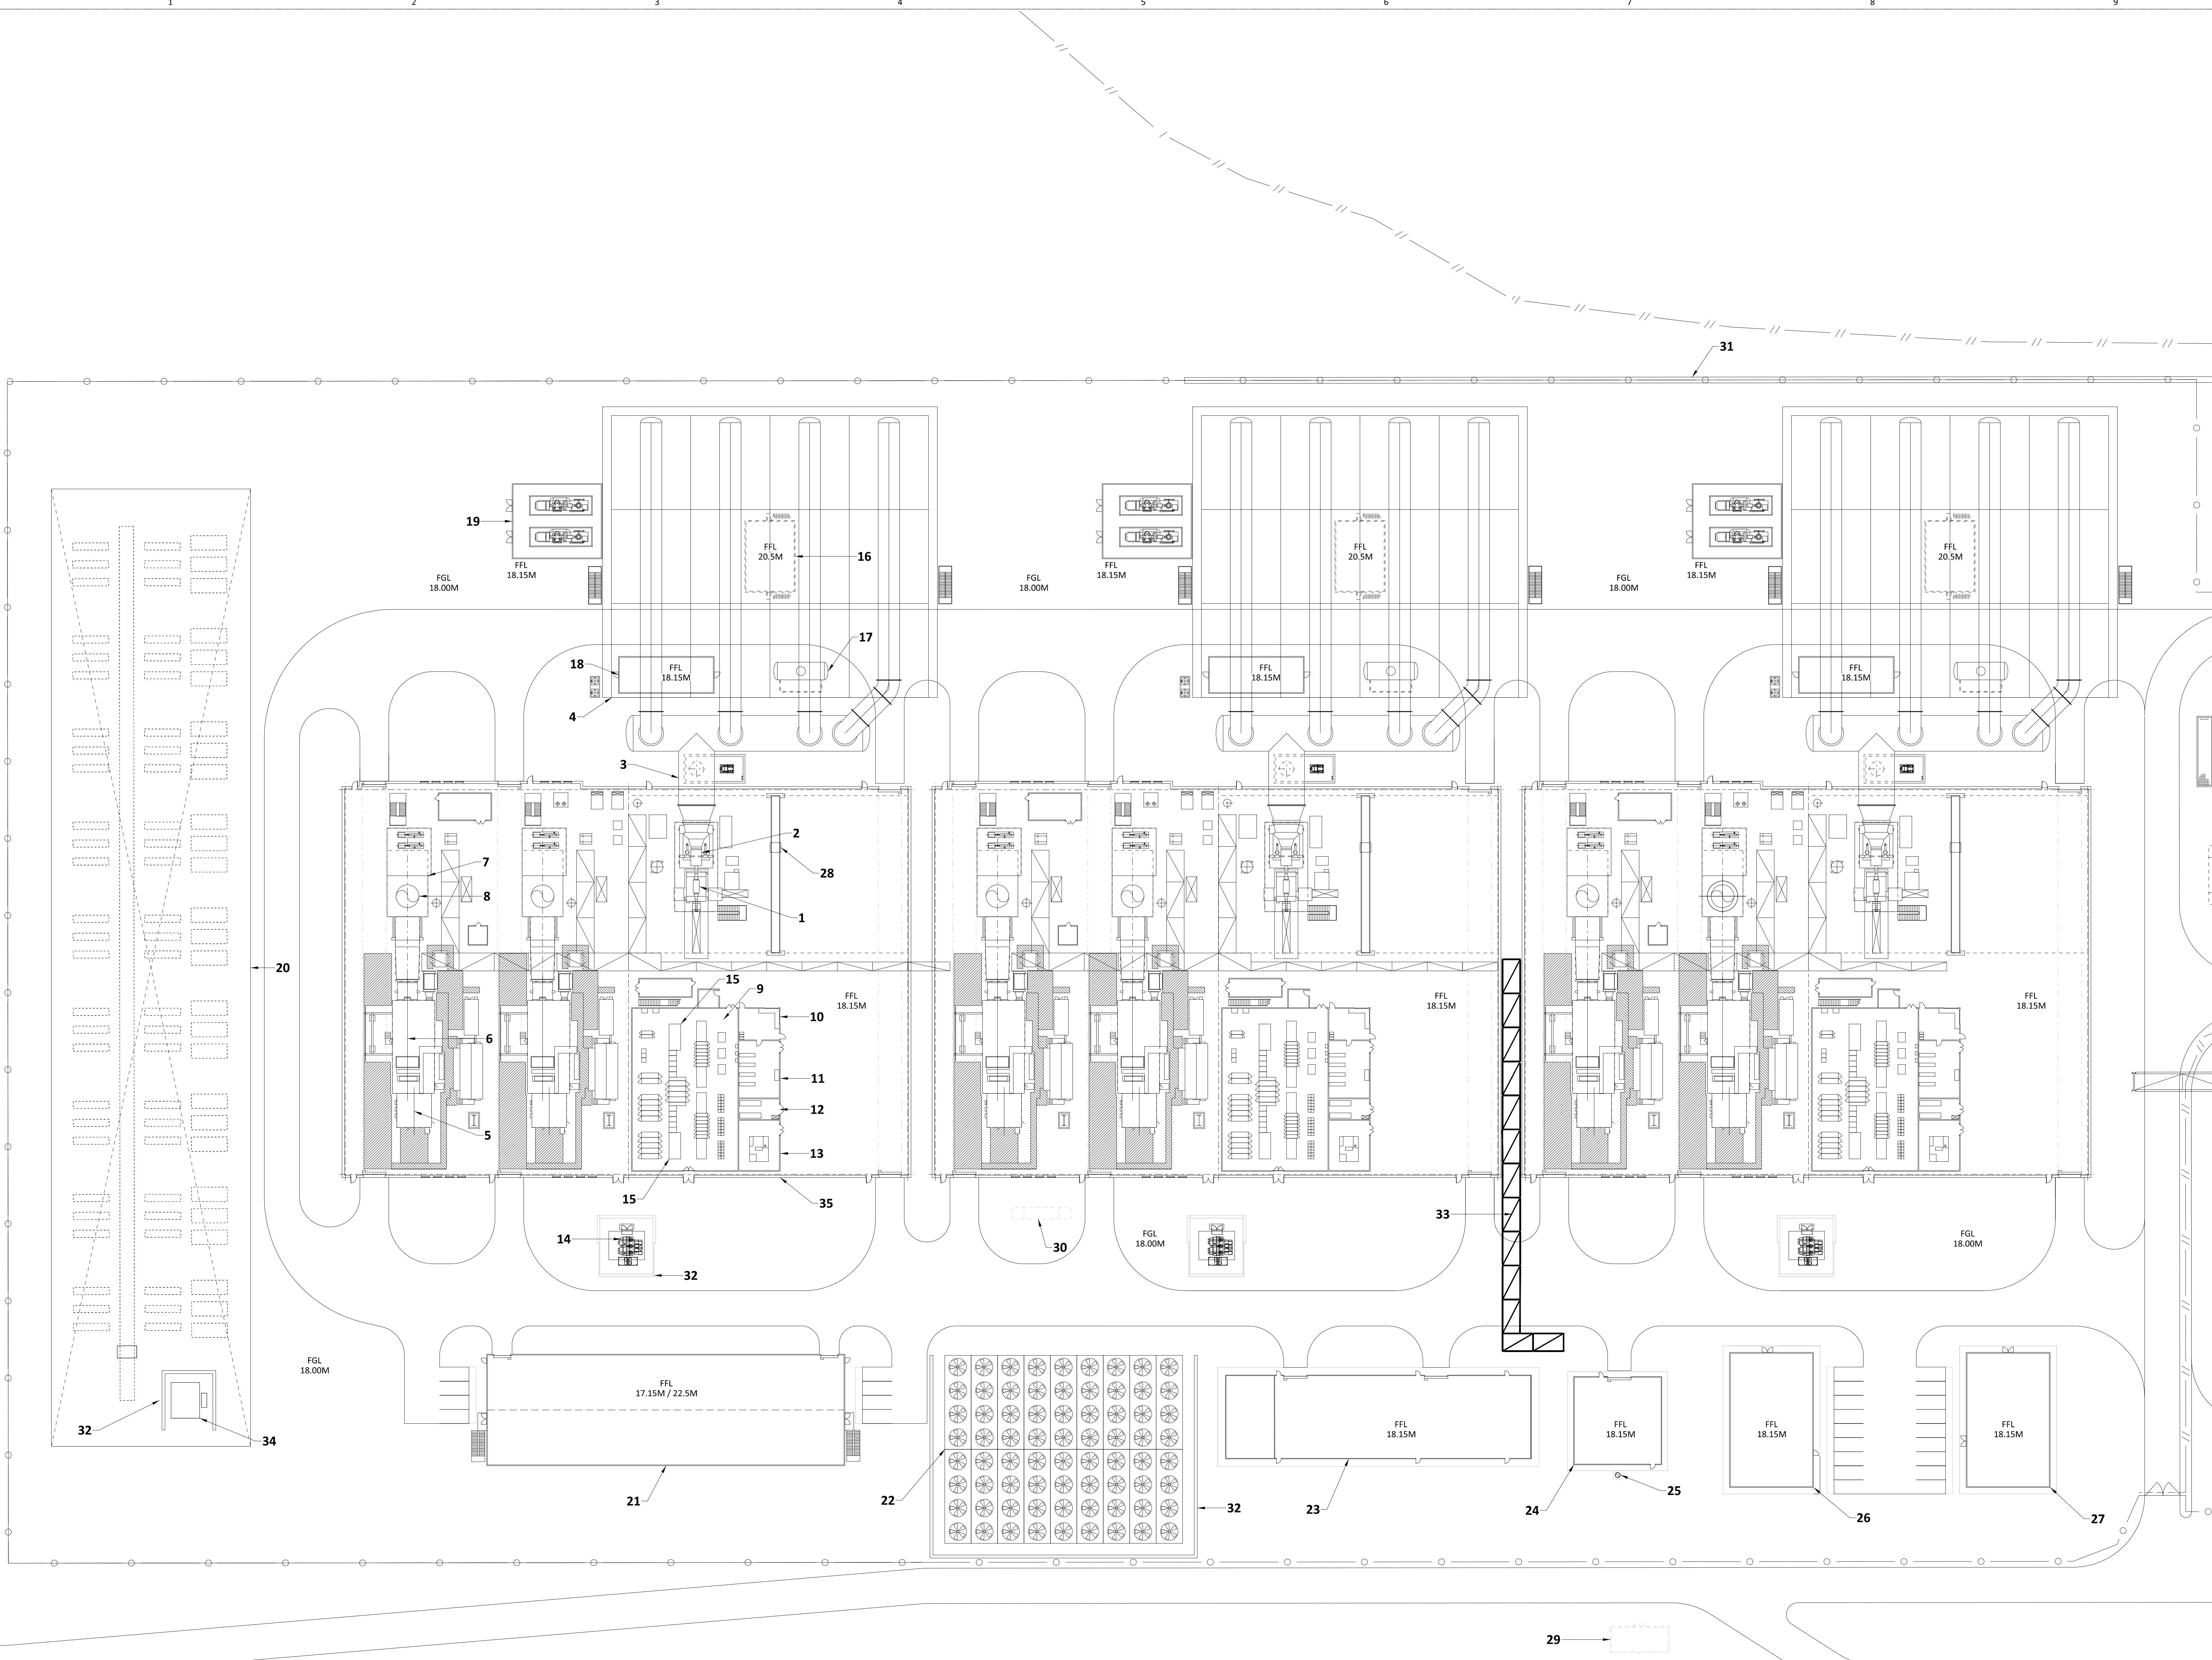 1 2 3 4 5 6 7 8 9
31
19
FFL
20.5M
16
FFL
20.5M
FFL
20.5M
FFL
18.15M
FGL
18.00M
FFL
18.15M
FGL
18.00M
FFL
18.15M
FGL
18.00M
17
18
FFL
18.15M
FFL
18.15M
FFL
18.15M
4
3
2
7
28
8
1
20
15
9
FFL
18.15M
FFL
18.15M
FFL
18.15M
10
6
11
12
5
13
15
35
33
14
30
FGL
18.00M
FGL
18.00M
32
FGL
18.00M
FFL
17.15M / 22.5M
FFL
18.15M
FFL
18.15M
FFL
18.15M
FFL
18.15M
32
34
21
22
32
23
24
25
26
27
29